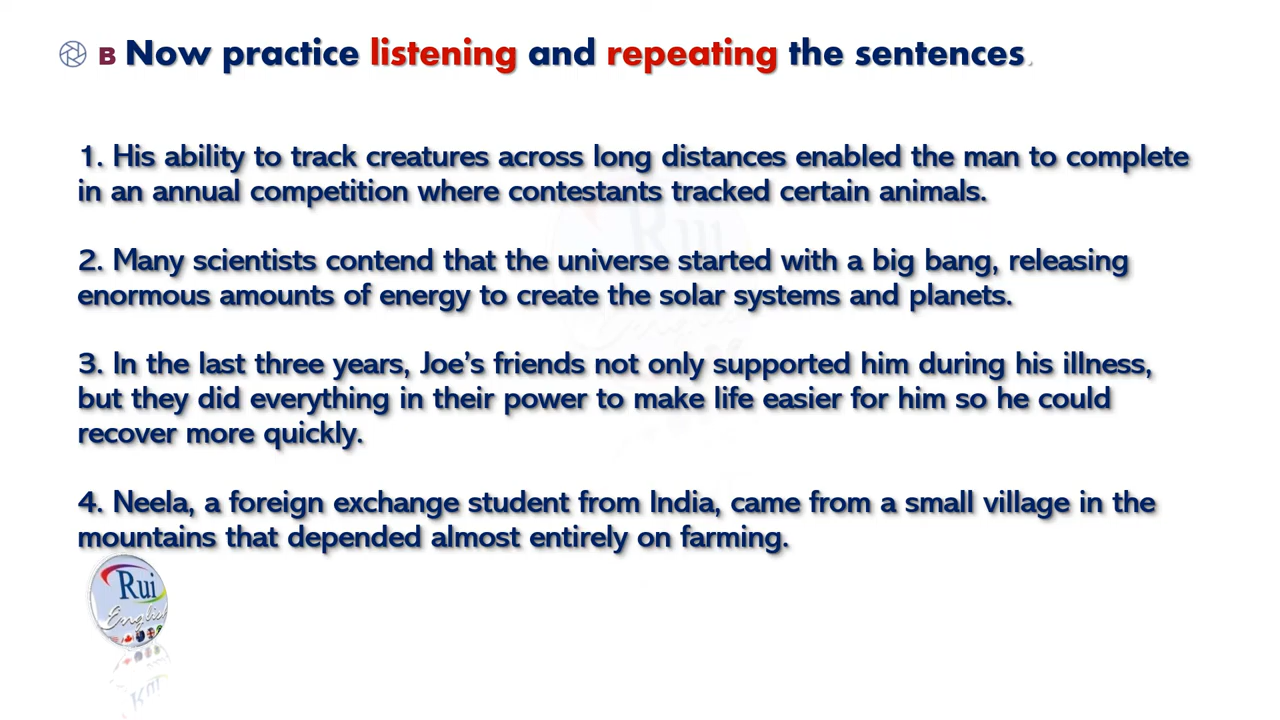 B Now practice listening and repeating the sentences.
1. His ability to track creatures across long distances enabled the man to complete
in an annual competition where contestants tracked certain animals.
2. Many scientists contend that the universe started with a big bang, releasing
enormous amounts of energy to create the solar systems and planets.
3. In the last three years, Joe's friends not only supported him during his illness,
but they did everything in their power to make life easier for him so he could
recover more quickly.
4. Neela, a foreign exchange student from India, came from a small village in the
mountains that depended almost entirely on farming.
Rui
English